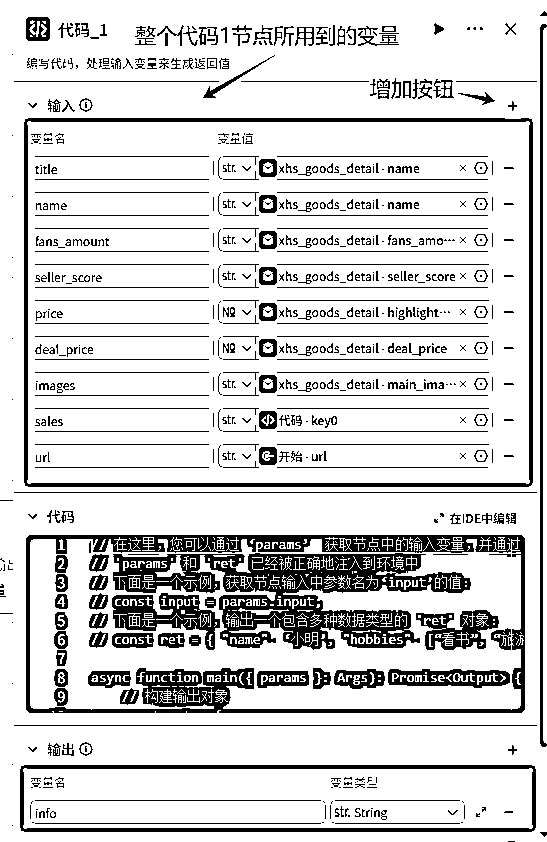 代码_1
整个代码1节点所用到的变量
编写代码，处理输入变量来生成返回值
增加按钮
输入
变量名 变量值
title str. xhs_goods_detail - name
name str. xhs_goods_detail - name
fans_amount str. xhs_goods_detail - fans_amo···
seller_score str. xhs_goods_detail - seller_score
price № xhs_goods_detail - highlight···
deal_price № xhs_goods_detail - deal_price
images str. xhs_goods_detail - main_ima···
sales str. 代码 - key0
url str. 开始 - url
代码 在IDE中编辑
1 // 在这里，您可以通过 'params' 获取节点中的输入变量，并通过
2 // 'params' 和 'ret' 已经被正确地注入到环境中
3 // 下面是一个示例，获取节点输入中参数名为'input'的值：
4 // const input = params.input;
5 // 下面是一个示例，输出一个包含多种数据类型的 'ret' 对象：
6 // const ret = { "name": '小明', "hobbies": ["看书", "旅游
7
8 async function main({ params }: Args): Promise<Output> {
9 // 构建输出对象
输出
变量名 变量类型
info str. String